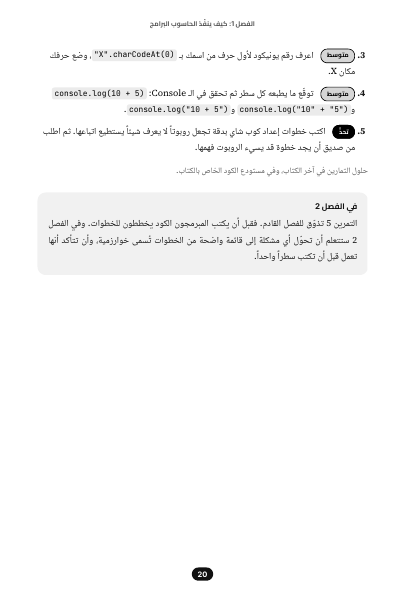 الفصل 1: كيف ينفّذ الحاسوب البرامج
3. متوسط اعرف رقم يونيكود لأول حرف من اسمك بـ "X".charCodeAt(0)، وضع حرفك
مكان X.
4. متوسط توقّع ما يطبعه كل سطر ثم تحقق في الـ Console: console.log(10 + 5)
و console.log("10" + "5") و console.log("10 + 5").
5. تحدٍّ اكتب خطوات إعداد كوب شاي بدقة تجعل روبوتاً لا يعرف شيئاً يستطيع اتباعها. ثم اطلب
من صديق أن يجد خطوة قد يسيء الروبوت فهمها.
حلول التمارين في آخر الكتاب، وفي مستودع الكود الخاص بالكتاب.
في الفصل 2
التمرين 5 تذوّق للفصل القادم. فقبل أن يكتب المبرمجون الكود يخططون للخطوات. وفي الفصل
2 ستتعلم أن تحوّل أي مشكلة إلى قائمة واضحة من الخطوات تُسمى خوارزمية، وأن تتأكد أنها
تعمل قبل أن تكتب سطراً واحداً.
20